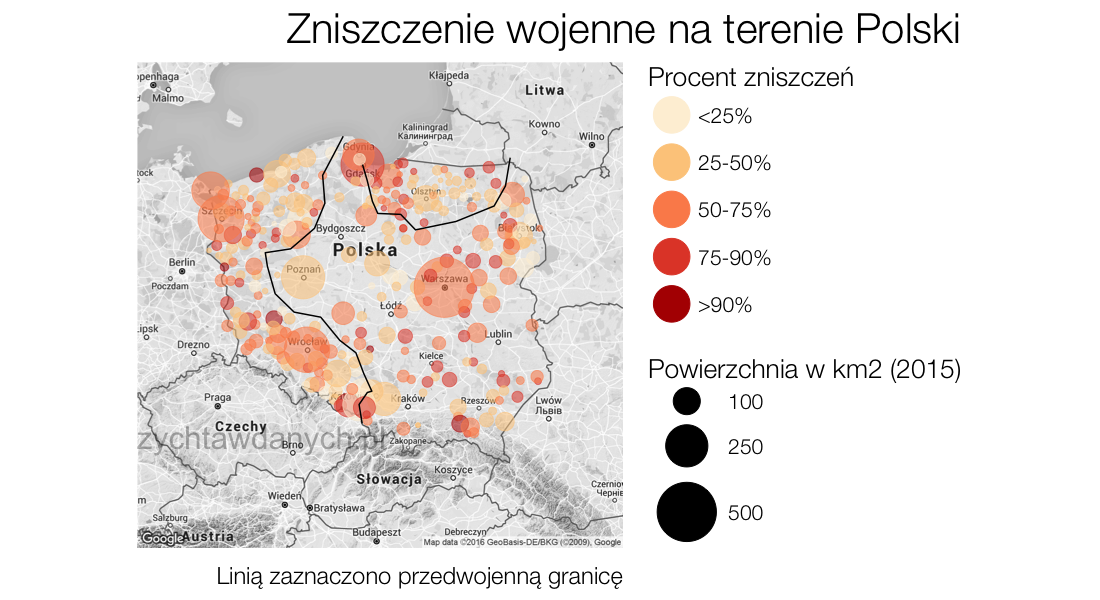 Zniszczenie wojenne na terenie Polski
Procent zniszczeń
<25%
25-50%
50-75%
75-90%
>90%
Powierzchnia w km2 (2015)
100
250
500
openhaga
Malmo
Kłajpeda
Litwa
Kaliningrad
Калининград
Kowno
Wilno
tock
Gdynia
Gdańsk
Olsztyn
Szczecin
Bydgoszcz
Białystok
Polska
Berlin
Poczdam
Poznań
Warszawa
Łódź
ipsk
Drezno
Wrocław
Lublin
Kielce
Praga
Kraków
Rzeszów
Lwów
Львів
Czechy
zychtawdanych.pl
Brno
Zakopane
Słowacja
Koszyce
Czerniow
Черніє
m
Wiedeń
Bratysława
Salzburg
Austria
Budapeszt
Debreczyn
Google
Map data ©2016 GeoBasis-DE/BKG (©2009), Google
Linią zaznaczono przedwojenną granicę